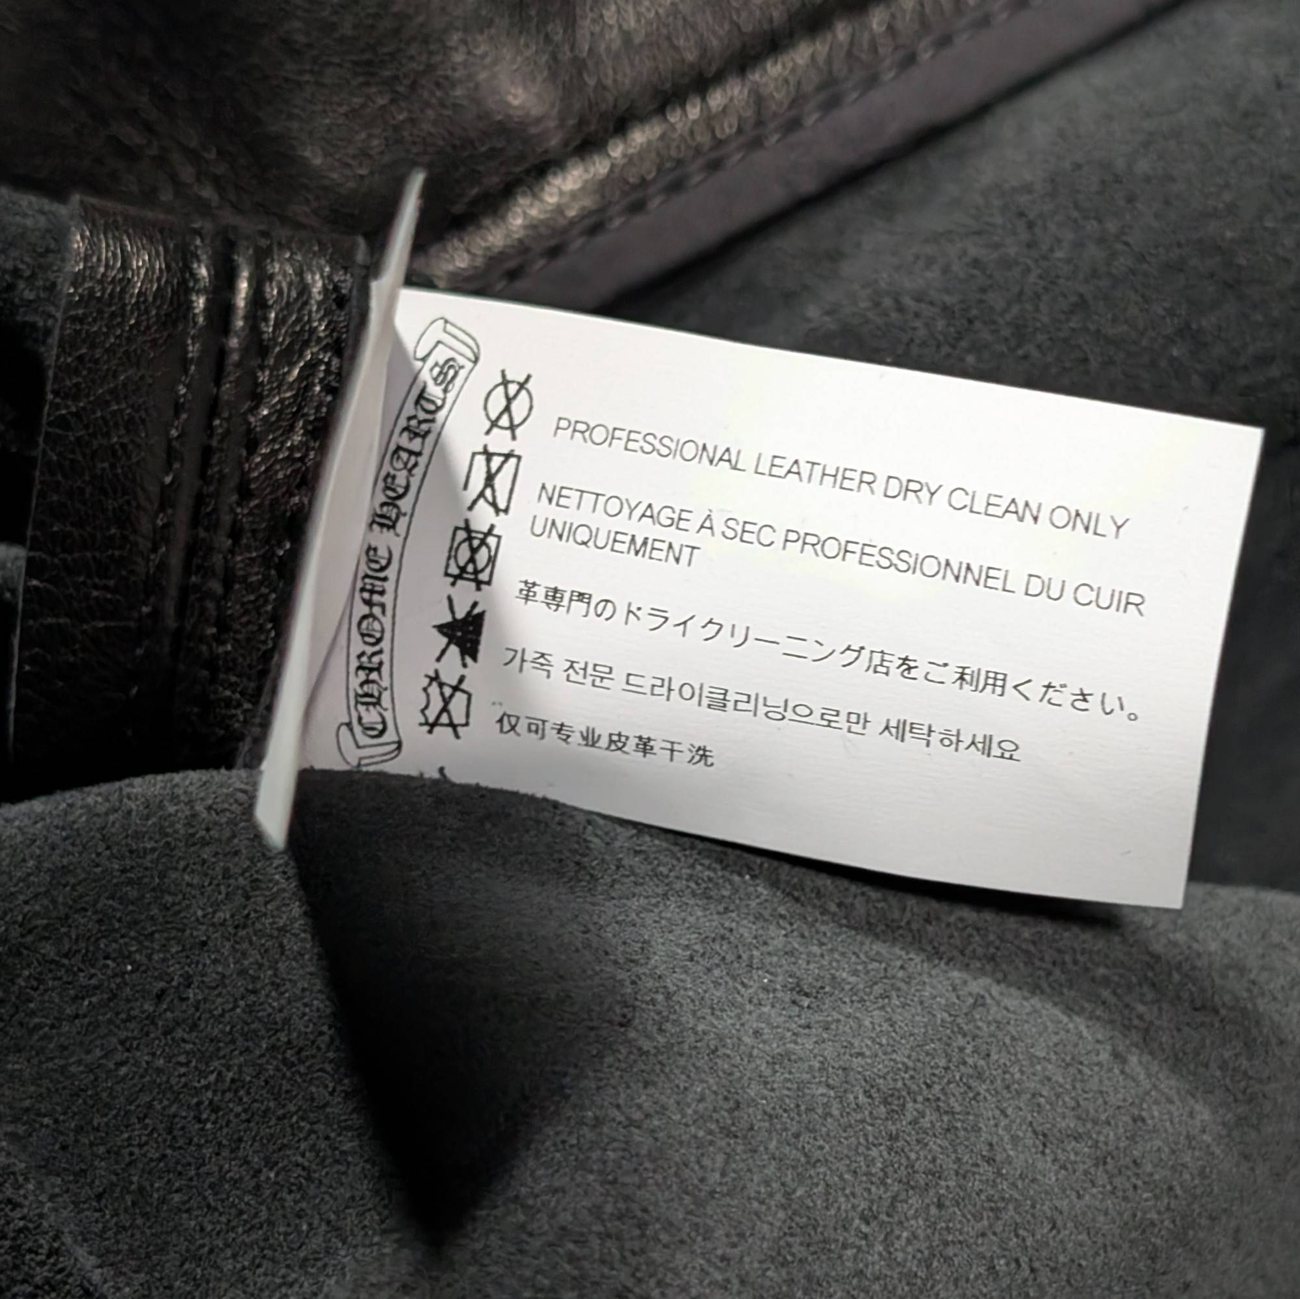 CHROME HEARTS
PROFESSIONAL LEATHER DRY CLEAN ONLY
NETTOYAGE À SEC PROFESSIONNEL DU CUIR
UNIQUEMENT
革専門のドライクリーニング店をご利用ください。
가죽 전문 드라이클리닝으로만 세탁하세요
仅可专业皮革干洗